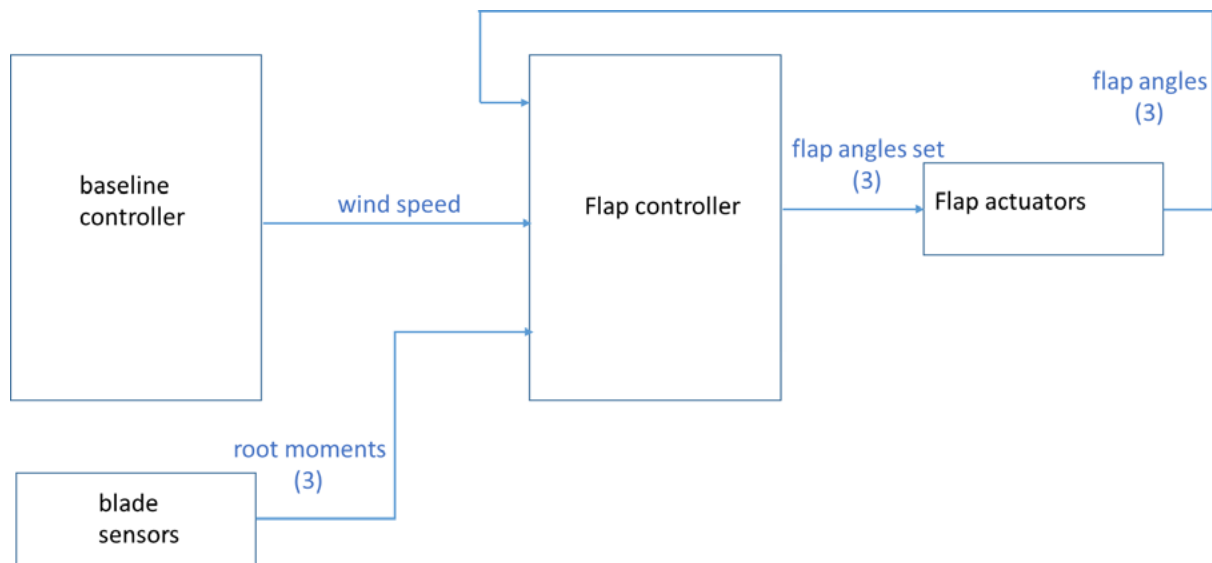 baseline
controller
wind speed
Flap controller
flap angles set
(3)
Flap actuators
flap angles
(3)
root moments
(3)
blade
sensors